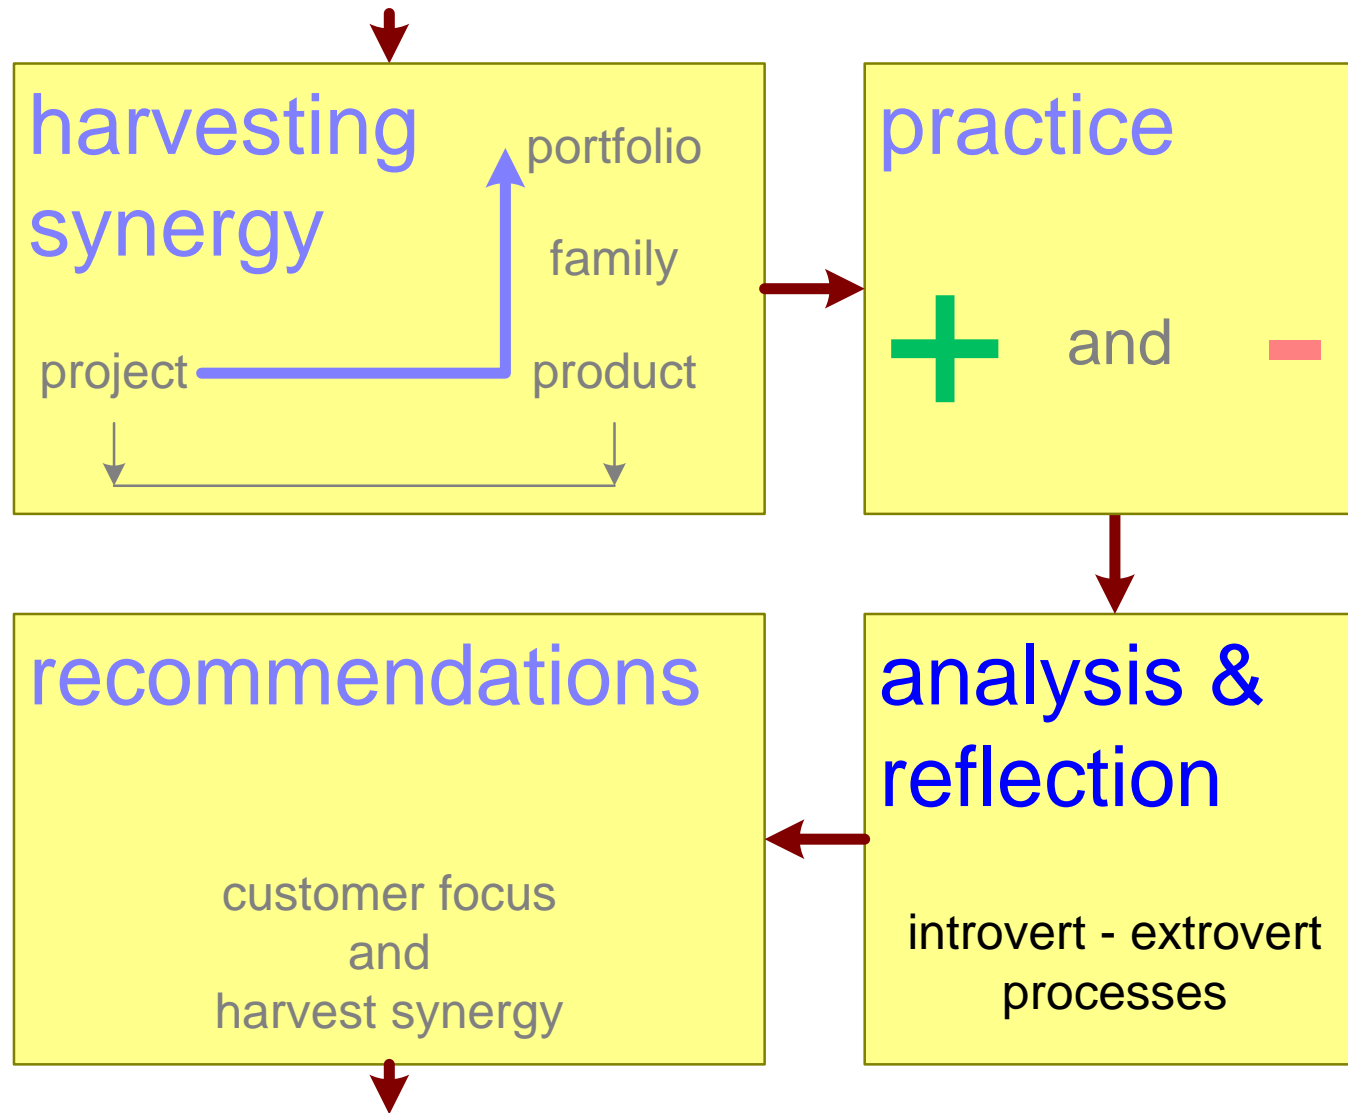 harvesting
synergy
portfolio
family
project
product
practice
+ and -
recommendations
customer focus
and
harvest synergy
analysis &
reflection
introvert - extrovert
processes